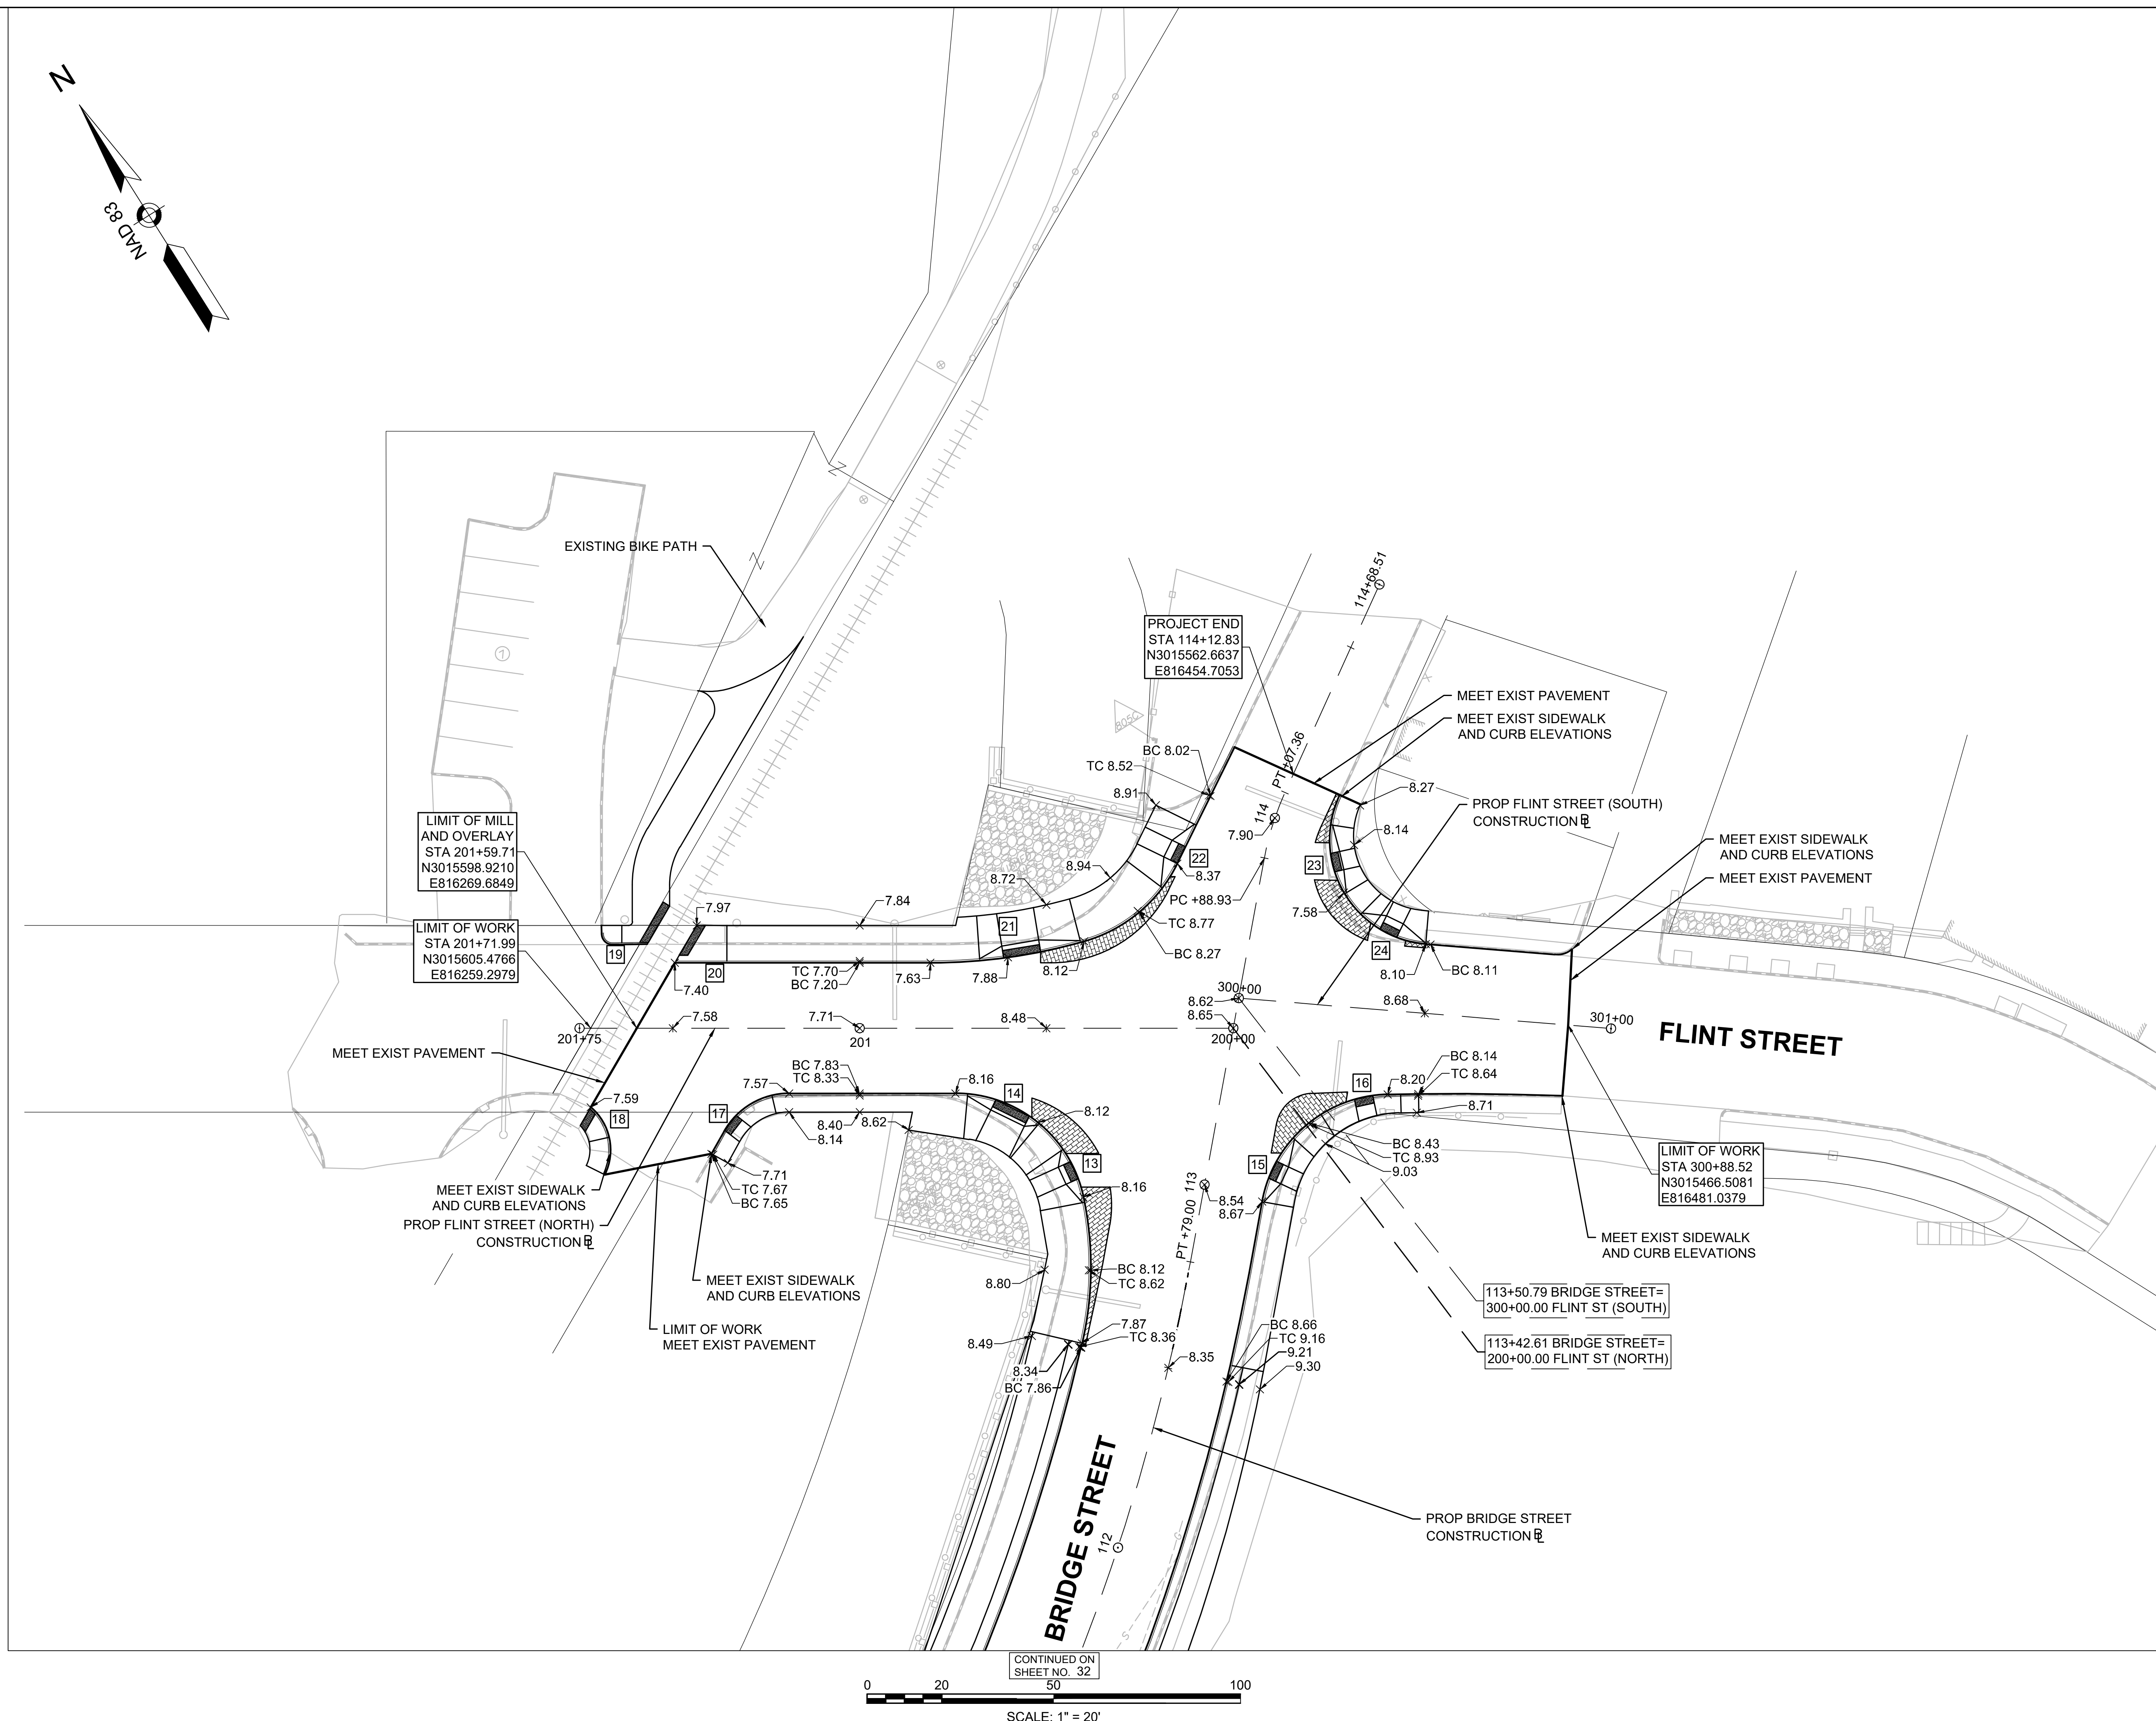 N
NAD 83
EXISTING BIKE PATH
1
114+68.51
PROJECT END
STA 114+12.83
N3015562.6637
E816454.7053
MEET EXIST PAVEMENT
MEET EXIST SIDEWALK
AND CURB ELEVATIONS
8050
PT +07.36
BC 8.02
TC 8.52
8.91
8.27
PROP FLINT STREET (SOUTH)
CONSTRUCTION BL
114
7.90
8.14
LIMIT OF MILL
AND OVERLAY
STA 201+59.71
N3015598.9210
E816269.6849
MEET EXIST SIDEWALK
AND CURB ELEVATIONS
MEET EXIST PAVEMENT
22
23
8.94
8.72
8.37
PC +88.93
7.58
7.97
7.84
TC 8.77
21
24
LIMIT OF WORK
STA 201+71.99
N3015605.4766
E816259.2979
19
20
7.40
TC 7.70
BC 7.20
7.63
7.88
8.12
BC 8.27
8.10
BC 8.11
300+00
8.62
8.65
8.68
301+00
7.58
7.71
8.48
201+75
201
200+00
FLINT STREET
MEET EXIST PAVEMENT
BC 7.83
TC 8.33
7.57
8.16
14
16
8.20
BC 8.14
TC 8.64
7.59
18
17
8.40
8.62
8.14
8.12
8.71
BC 8.43
TC 8.93
9.03
13
15
7.71
TC 7.67
BC 7.65
8.16
113
8.54
8.67
LIMIT OF WORK
STA 300+88.52
N3015466.5081
E816481.0379
MEET EXIST SIDEWALK
AND CURB ELEVATIONS
PROP FLINT STREET (NORTH)
CONSTRUCTION BL
PT +79.00
MEET EXIST SIDEWALK
AND CURB ELEVATIONS
MEET EXIST SIDEWALK
AND CURB ELEVATIONS
8.80
BC 8.12
TC 8.62
113+50.79 BRIDGE STREET=
300+00.00 FLINT ST (SOUTH)
LIMIT OF WORK
MEET EXIST PAVEMENT
8.49
7.87
TC 8.36
BC 8.66
TC 9.16
9.21
9.30
113+42.61 BRIDGE STREET=
200+00.00 FLINT ST (NORTH)
8.34
BC 7.86
8.35
PROP BRIDGE STREET
CONSTRUCTION BL
BRIDGE STREET
112
G
S
CONTINUED ON
SHEET NO. 32
0 20 50 100
SCALE: 1" = 20'